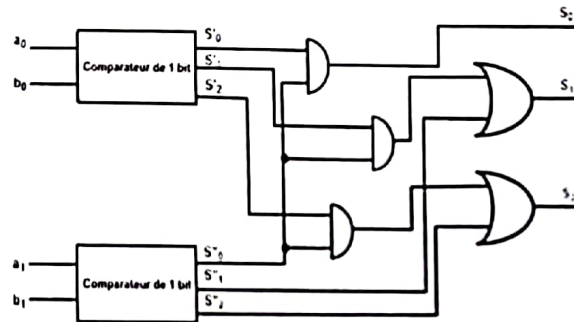 S₀
a₀
S'₀
Comparateur de 1 bit
S'₁
b₀
S'₂
S₁
S₂
a₁
S"₀
Comparateur de 1 bit
S"₁
b₁
S"₂